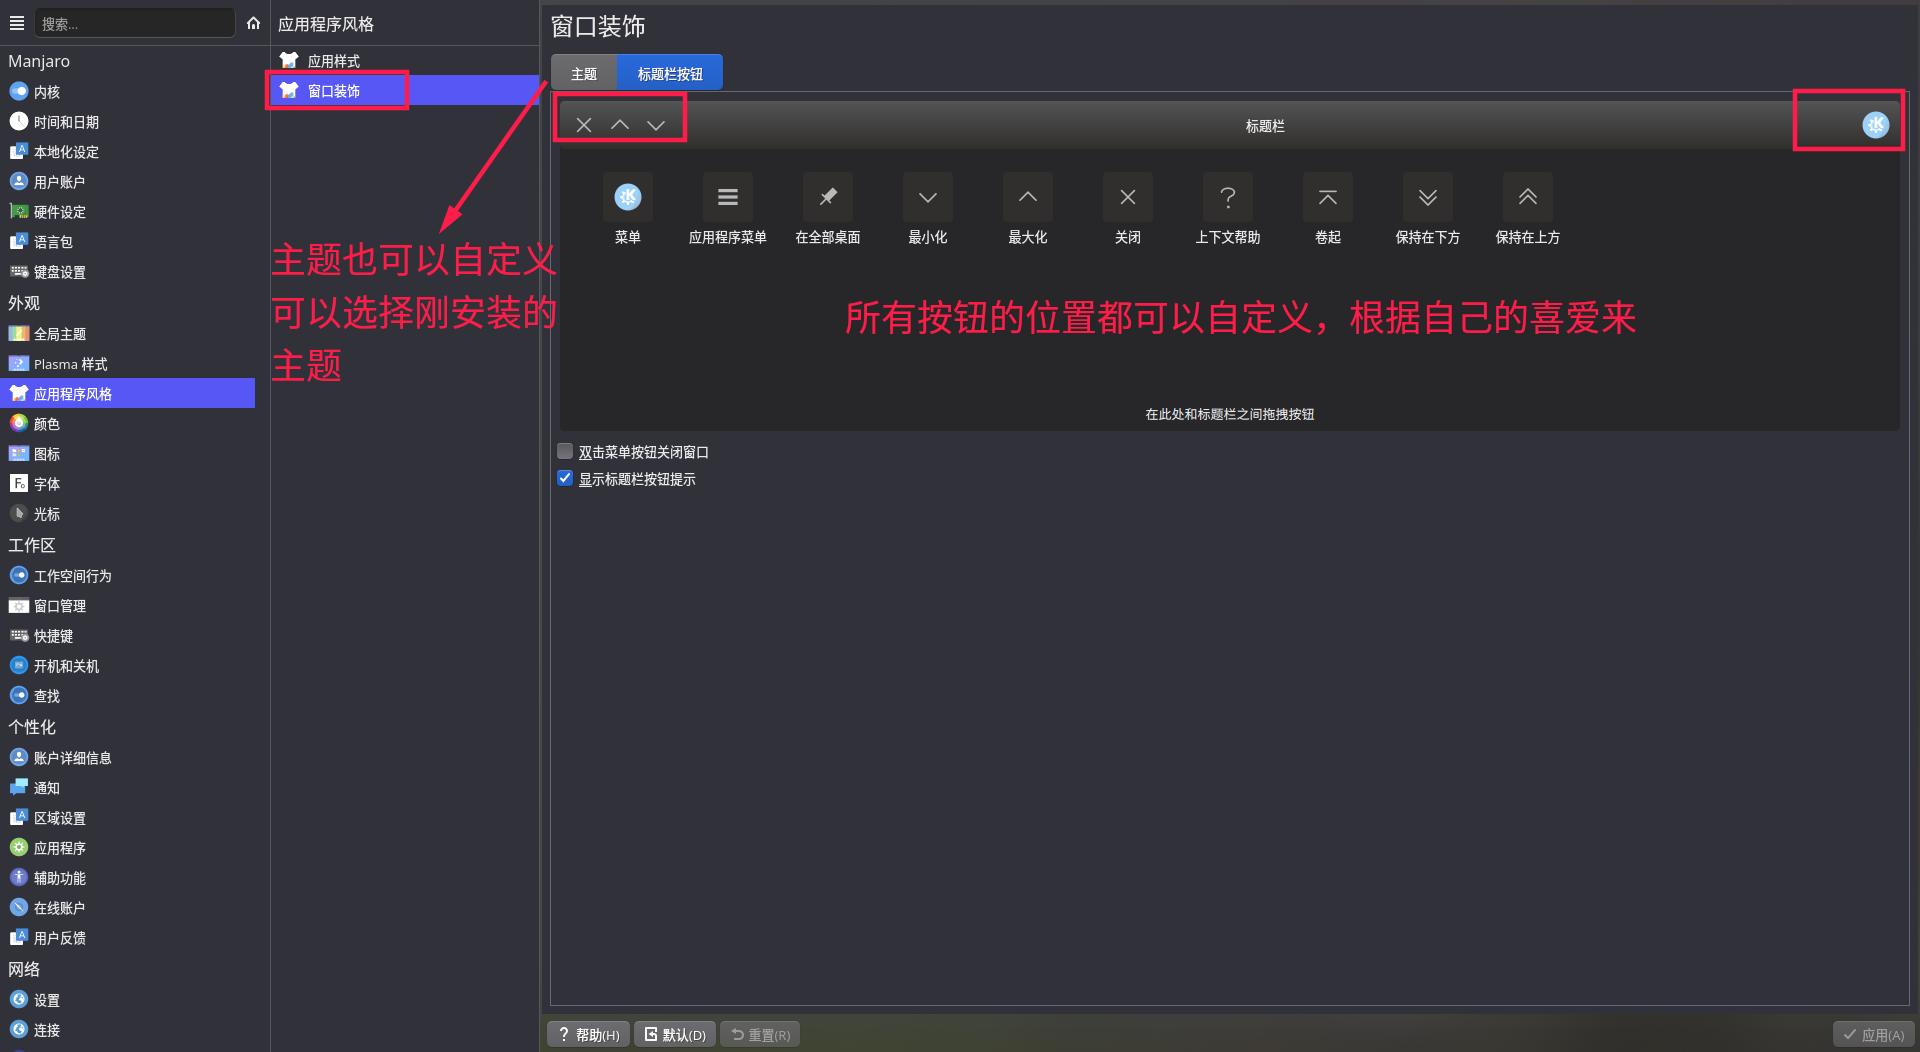 搜索...
Manjaro
内核
时间和日期
本地化设定
用户账户
硬件设定
语言包
键盘设置
外观
全局主题
Plasma 样式
应用程序风格
颜色
图标
字体
光标
工作区
工作空间行为
窗口管理
快捷键
开机和关机
查找
个性化
账户详细信息
通知
区域设置
应用程序
辅助功能
在线账户
用户反馈
网络
设置
连接
应用程序风格
应用样式
窗口装饰
主题也可以自定义
可以选择刚安装的
主题
窗口装饰
主题
标题栏按钮
标题栏
菜单
应用程序菜单
在全部桌面
最小化
最大化
关闭
上下文帮助
卷起
保持在下方
保持在上方
所有按钮的位置都可以自定义，根据自己的喜爱来
在此处和标题栏之间拖拽按钮
双击菜单按钮关闭窗口
显示标题栏按钮提示
帮助(H)
默认(D)
重置(R)
应用(A)